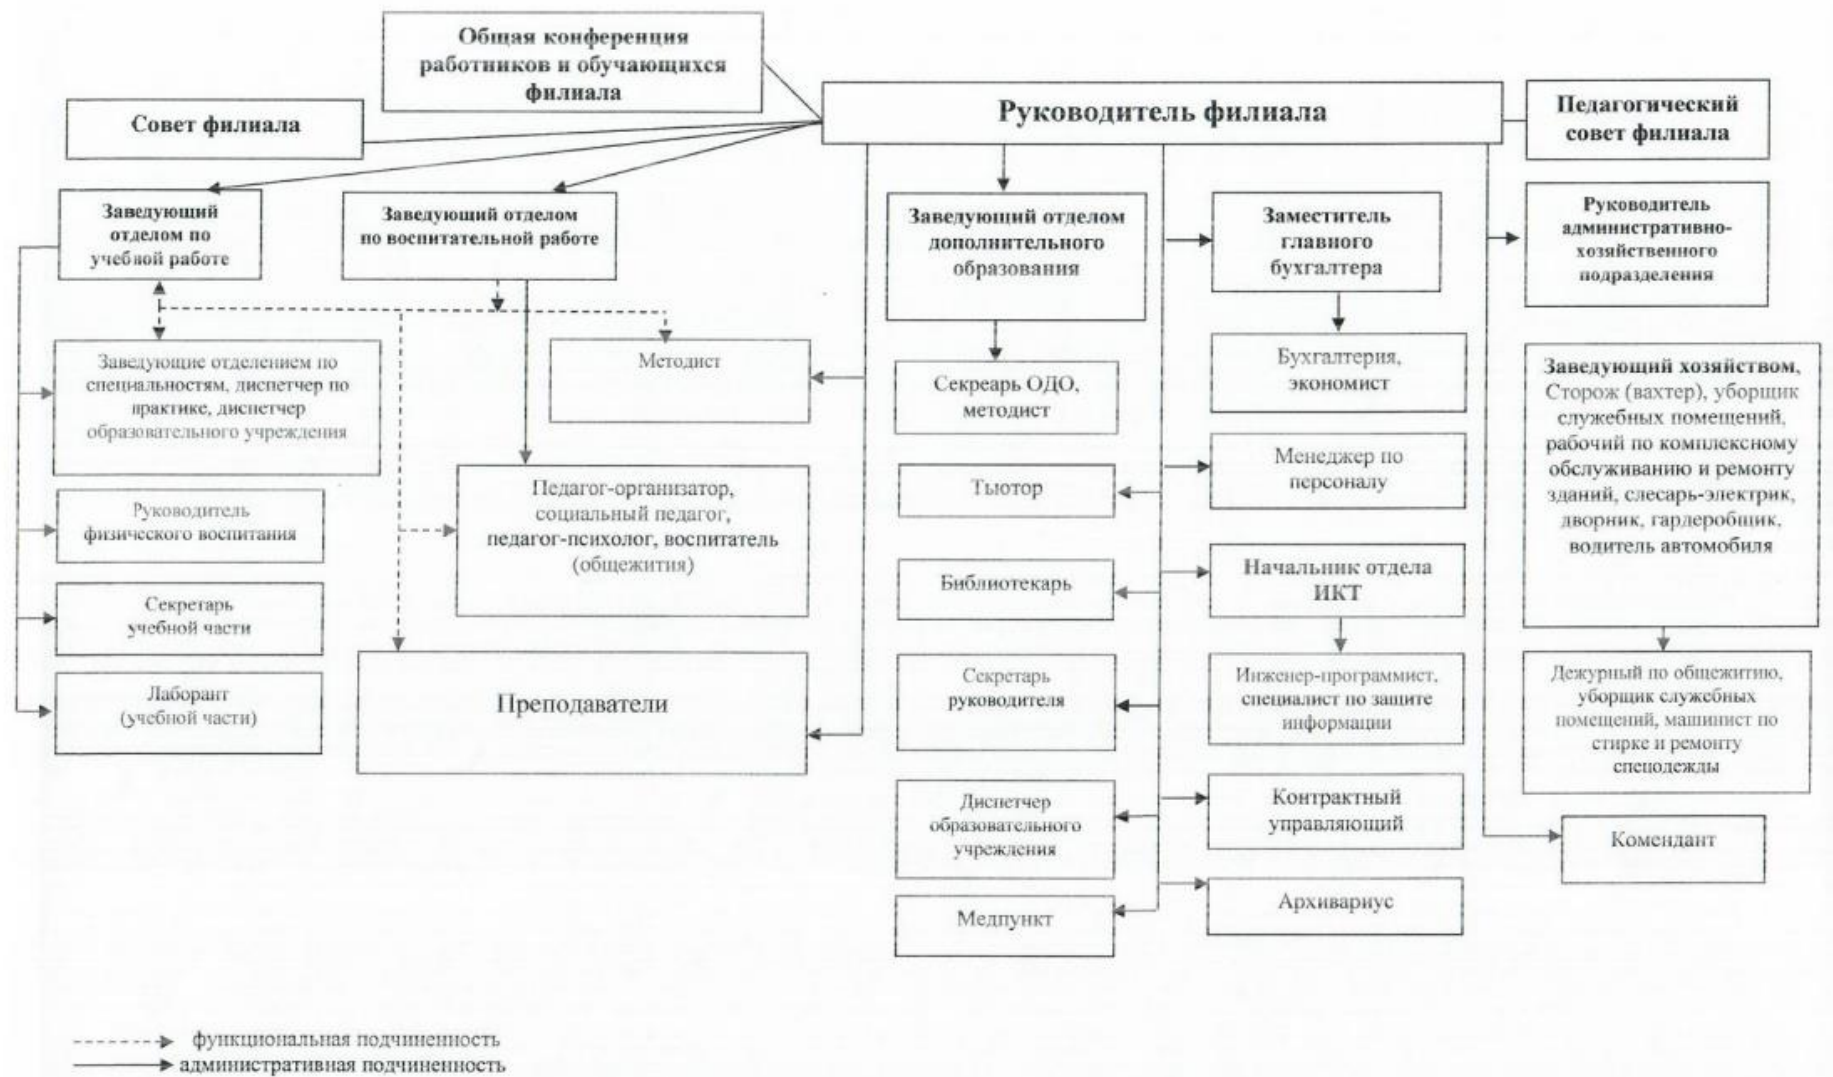 Общая конференция
работников и обучающихся
филиала
Руководитель филиала
Педагогический
совет филиала
Совет филиала
Заведующий
отделом по
учебной работе
Заведующий отделом
по воспитательной работе
Заведующий отделом
дополнительного
образования
Заместитель
главного
бухгалтера
Руководитель
административно-
хозяйственного
подразделения
Заведующие отделением по
специальностям, диспетчер по
практике, диспетчер
образовательного учреждения
Методист
Секреарь ОДО,
методист
Бухгалтерия,
экономист
Заведующий хозяйством,
Сторож (вахтер), уборщик
служебных помещений,
рабочий по комплексному
обслуживанию и ремонту
зданий, слесарь-электрик,
дворник, гардеробщик,
водитель автомобиля
Руководитель
физического воспитания
Педагог-организатор,
социальный педагог,
педагог-психолог, воспитатель
(общежития)
Тьютор
Менеджер по
персоналу
Секретарь
учебной части
Библиотекарь
Начальник отдела
ИКТ
Лаборант
(учебной части)
Преподаватели
Секретарь
руководителя
Инженер-программист,
специалист по защите
информации
Дежурный по общежитию,
уборщик служебных
помещений, машинист по
стирке и ремонту
спецодежды
Диспетчер
образовательного
учреждения
Контрактный
управляющий
Комендант
Медпункт
Архивариус
функциональная подчиненность
административная подчиненность